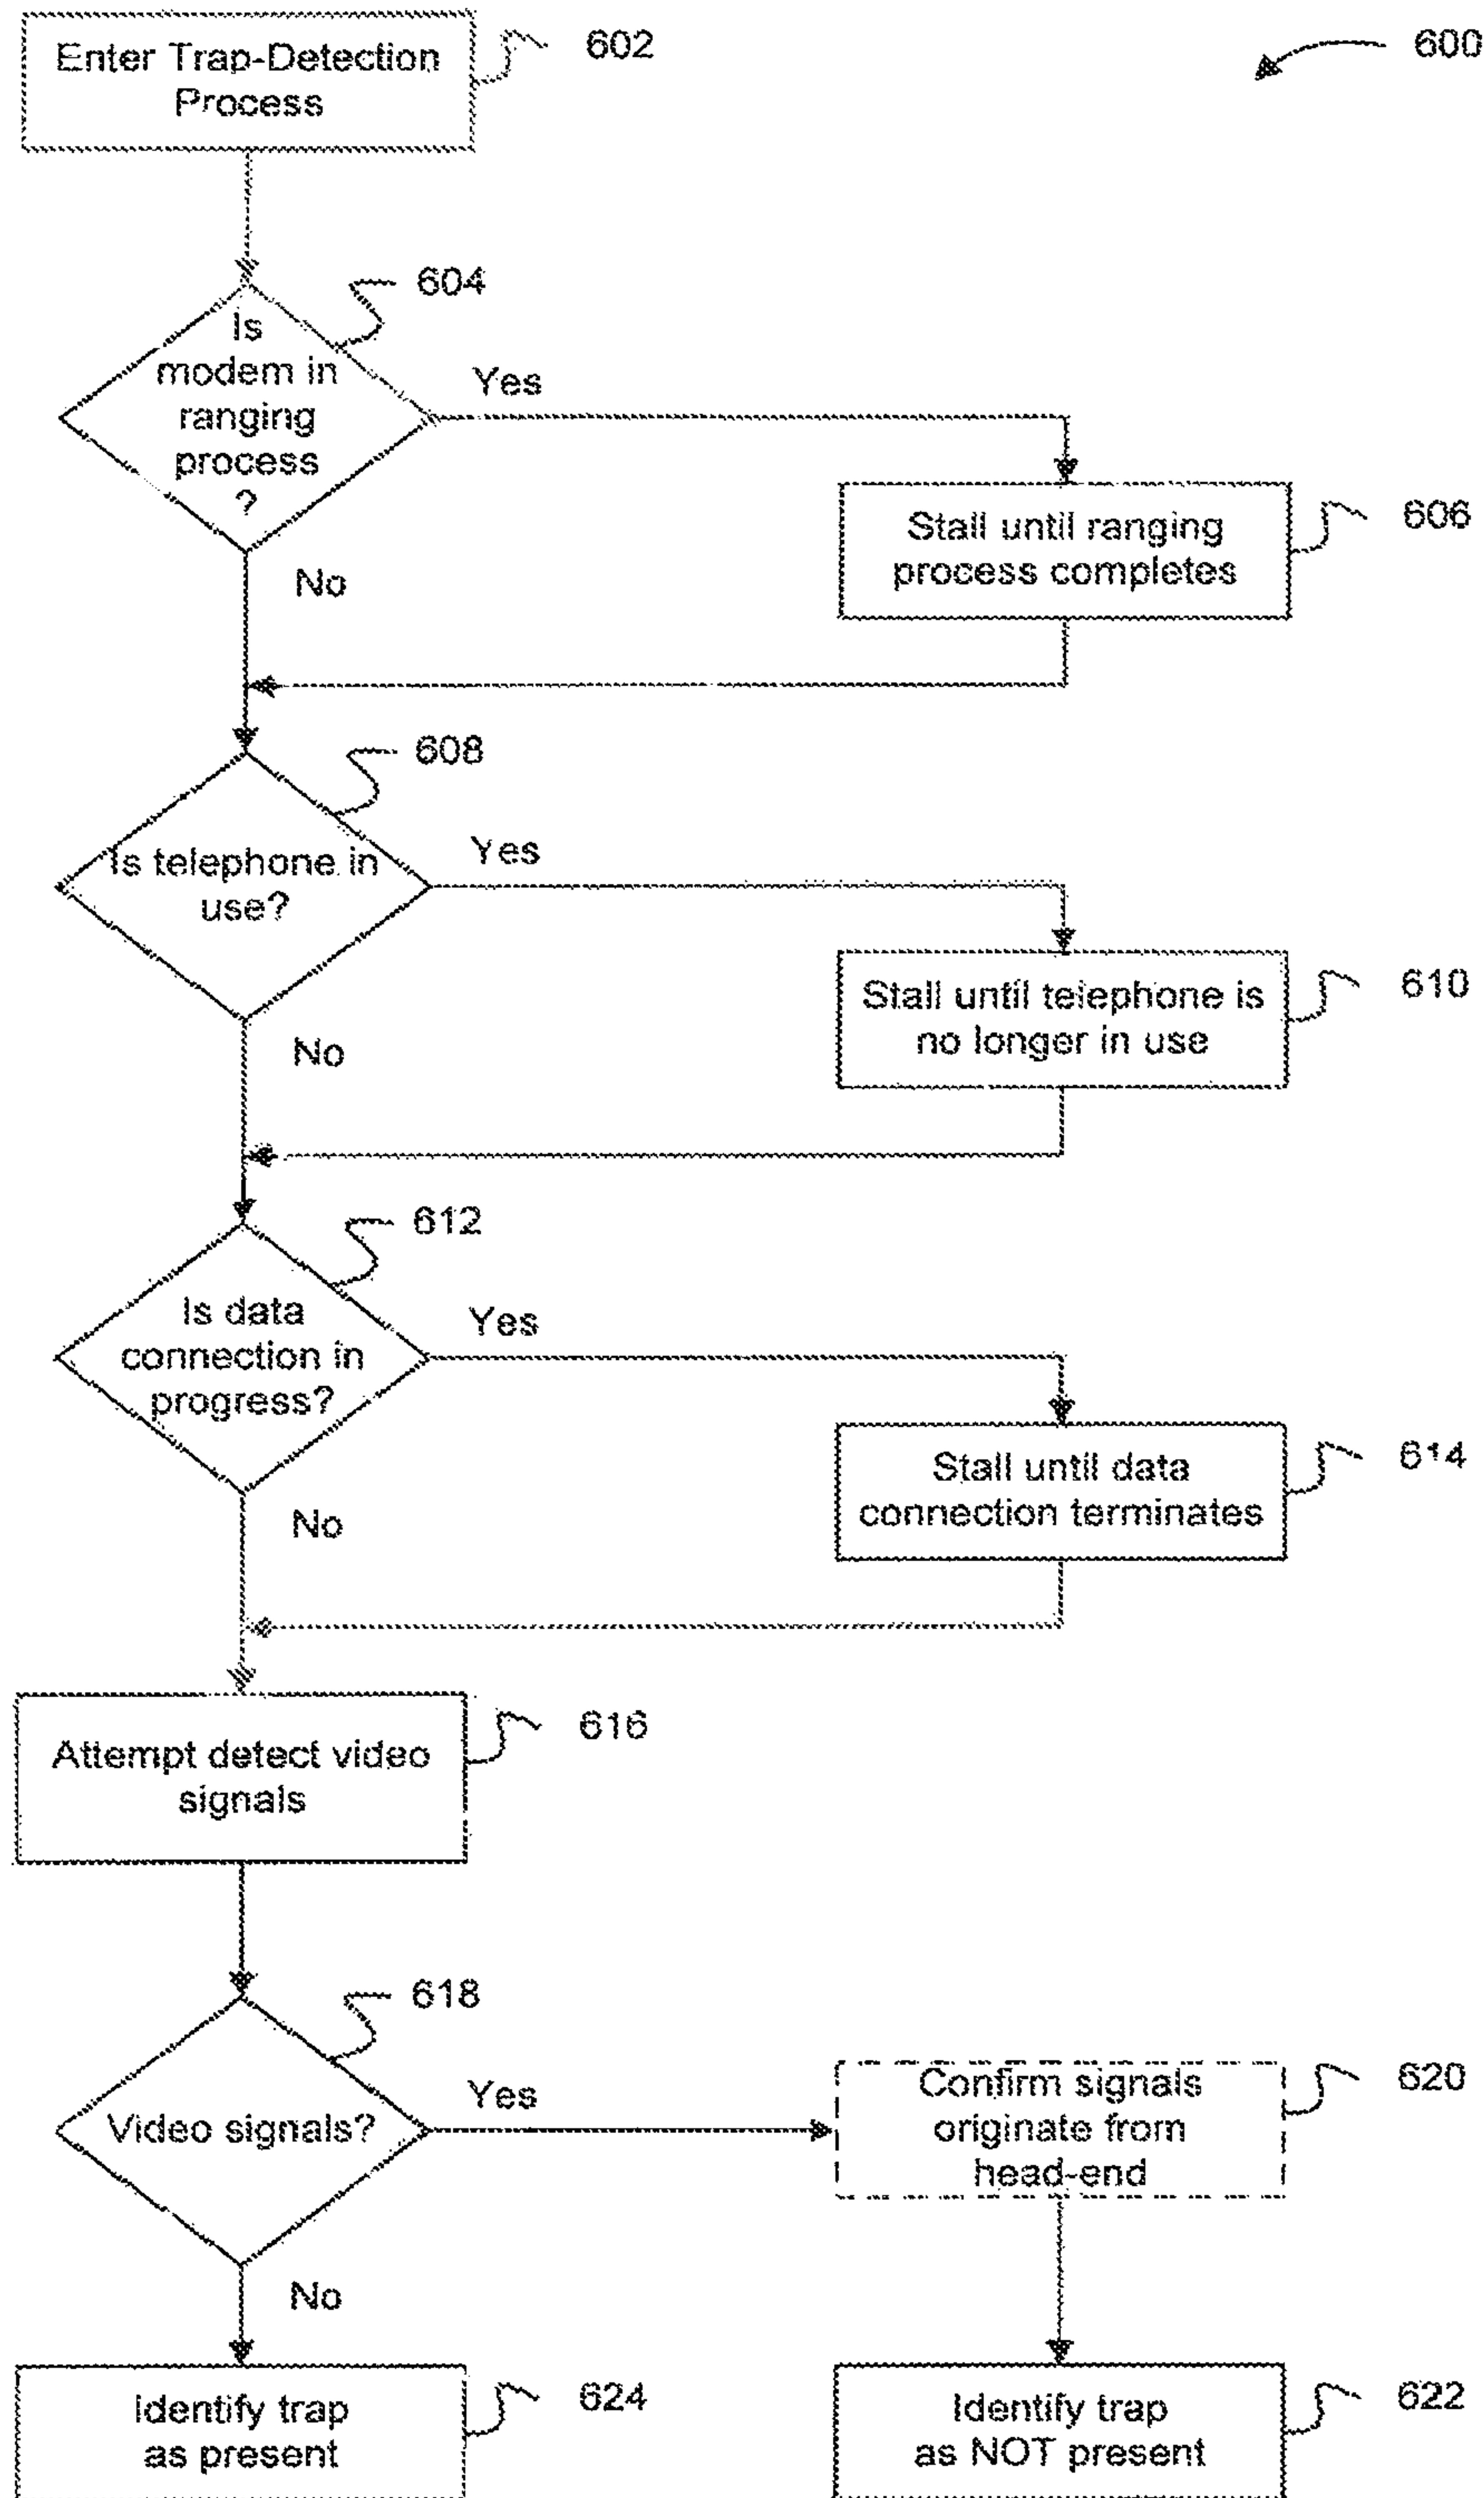 Enter Trap-Detection
Process
602
600
604
Is
modem in
ranging
process
?
Yes
Stall until ranging
process completes
606
No
608
Is telephone in
use?
Yes
Stall until telephone is
no longer in use
610
No
612
Is data
connection in
progress?
Yes
Stall until data
connection terminates
614
No
Attempt detect video
signals
616
618
Video signals?
Yes
Confirm signals
originate from
head-end
620
No
Identify trap
as present
624
Identify trap
as NOT present
622